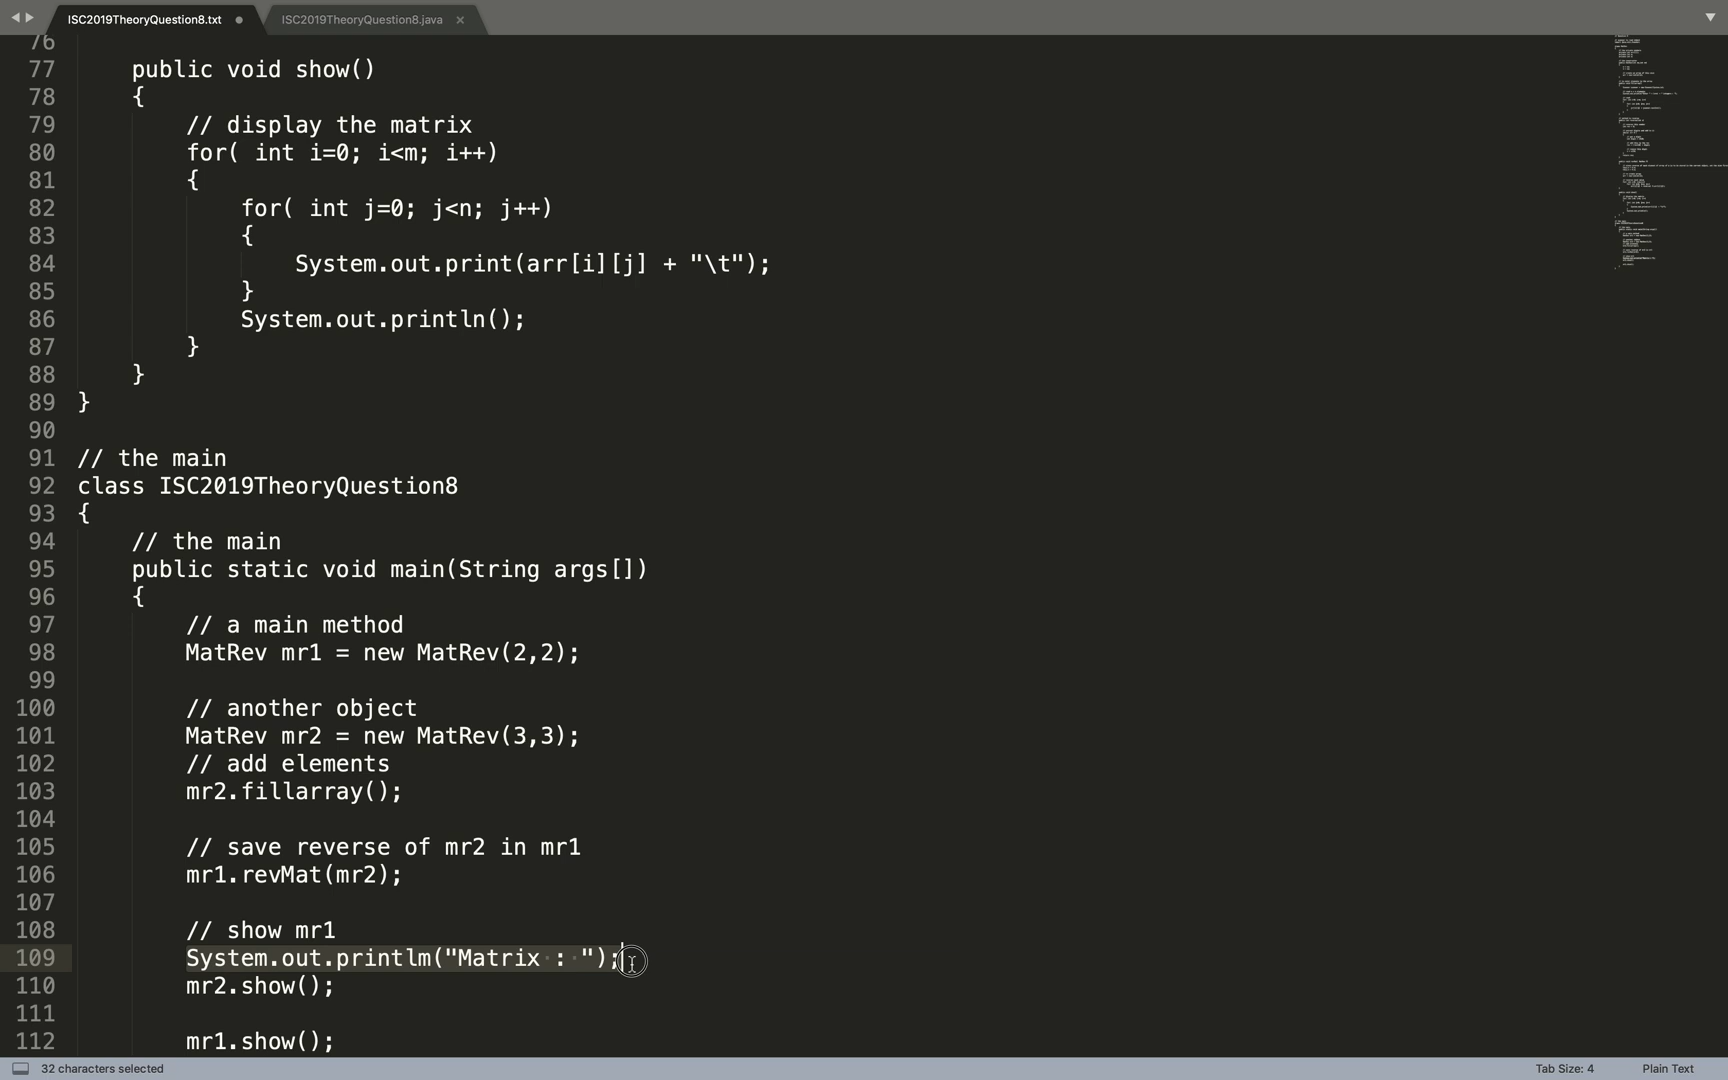 ISC2019TheoryQuestion8.txt
ISC2019TheoryQuestion8.java
76
77 public void show()
78 {
79 // display the matrix
80 for( int i=0; i<m; i++)
81 {
82 for( int j=0; j<n; j++)
83 {
84 System.out.print(arr[i][j] + "\t");
85 }
86 System.out.println();
87 }
88 }
89 }
90
91 // the main
92 class ISC2019TheoryQuestion8
93 {
94 // the main
95 public static void main(String args[])
96 {
97 // a main method
98 MatRev mr1 = new MatRev(2,2);
99
100 // another object
101 MatRev mr2 = new MatRev(3,3);
102 // add elements
103 mr2.fillarray();
104
105 // save reverse of mr2 in mr1
106 mr1.revMat(mr2);
107
108 // show mr1
109 System.out.printlm("Matrix : ");
110 mr2.show();
111
112 mr1.show();
32 characters selected
Tab Size: 4
Plain Text